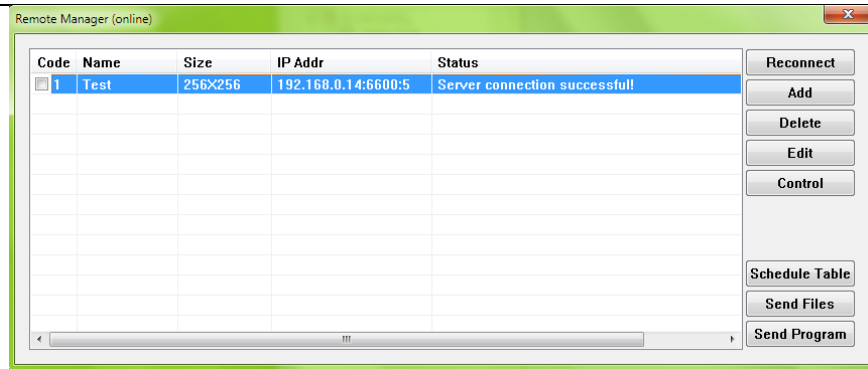 Remote Manager (online)
Code Name Size IP Addr Status
1 Test 256X256 192.168.0.14:6600:5 Server connection successful!
Reconnect
Add
Delete
Edit
Control
Schedule Table
Send Files
Send Program